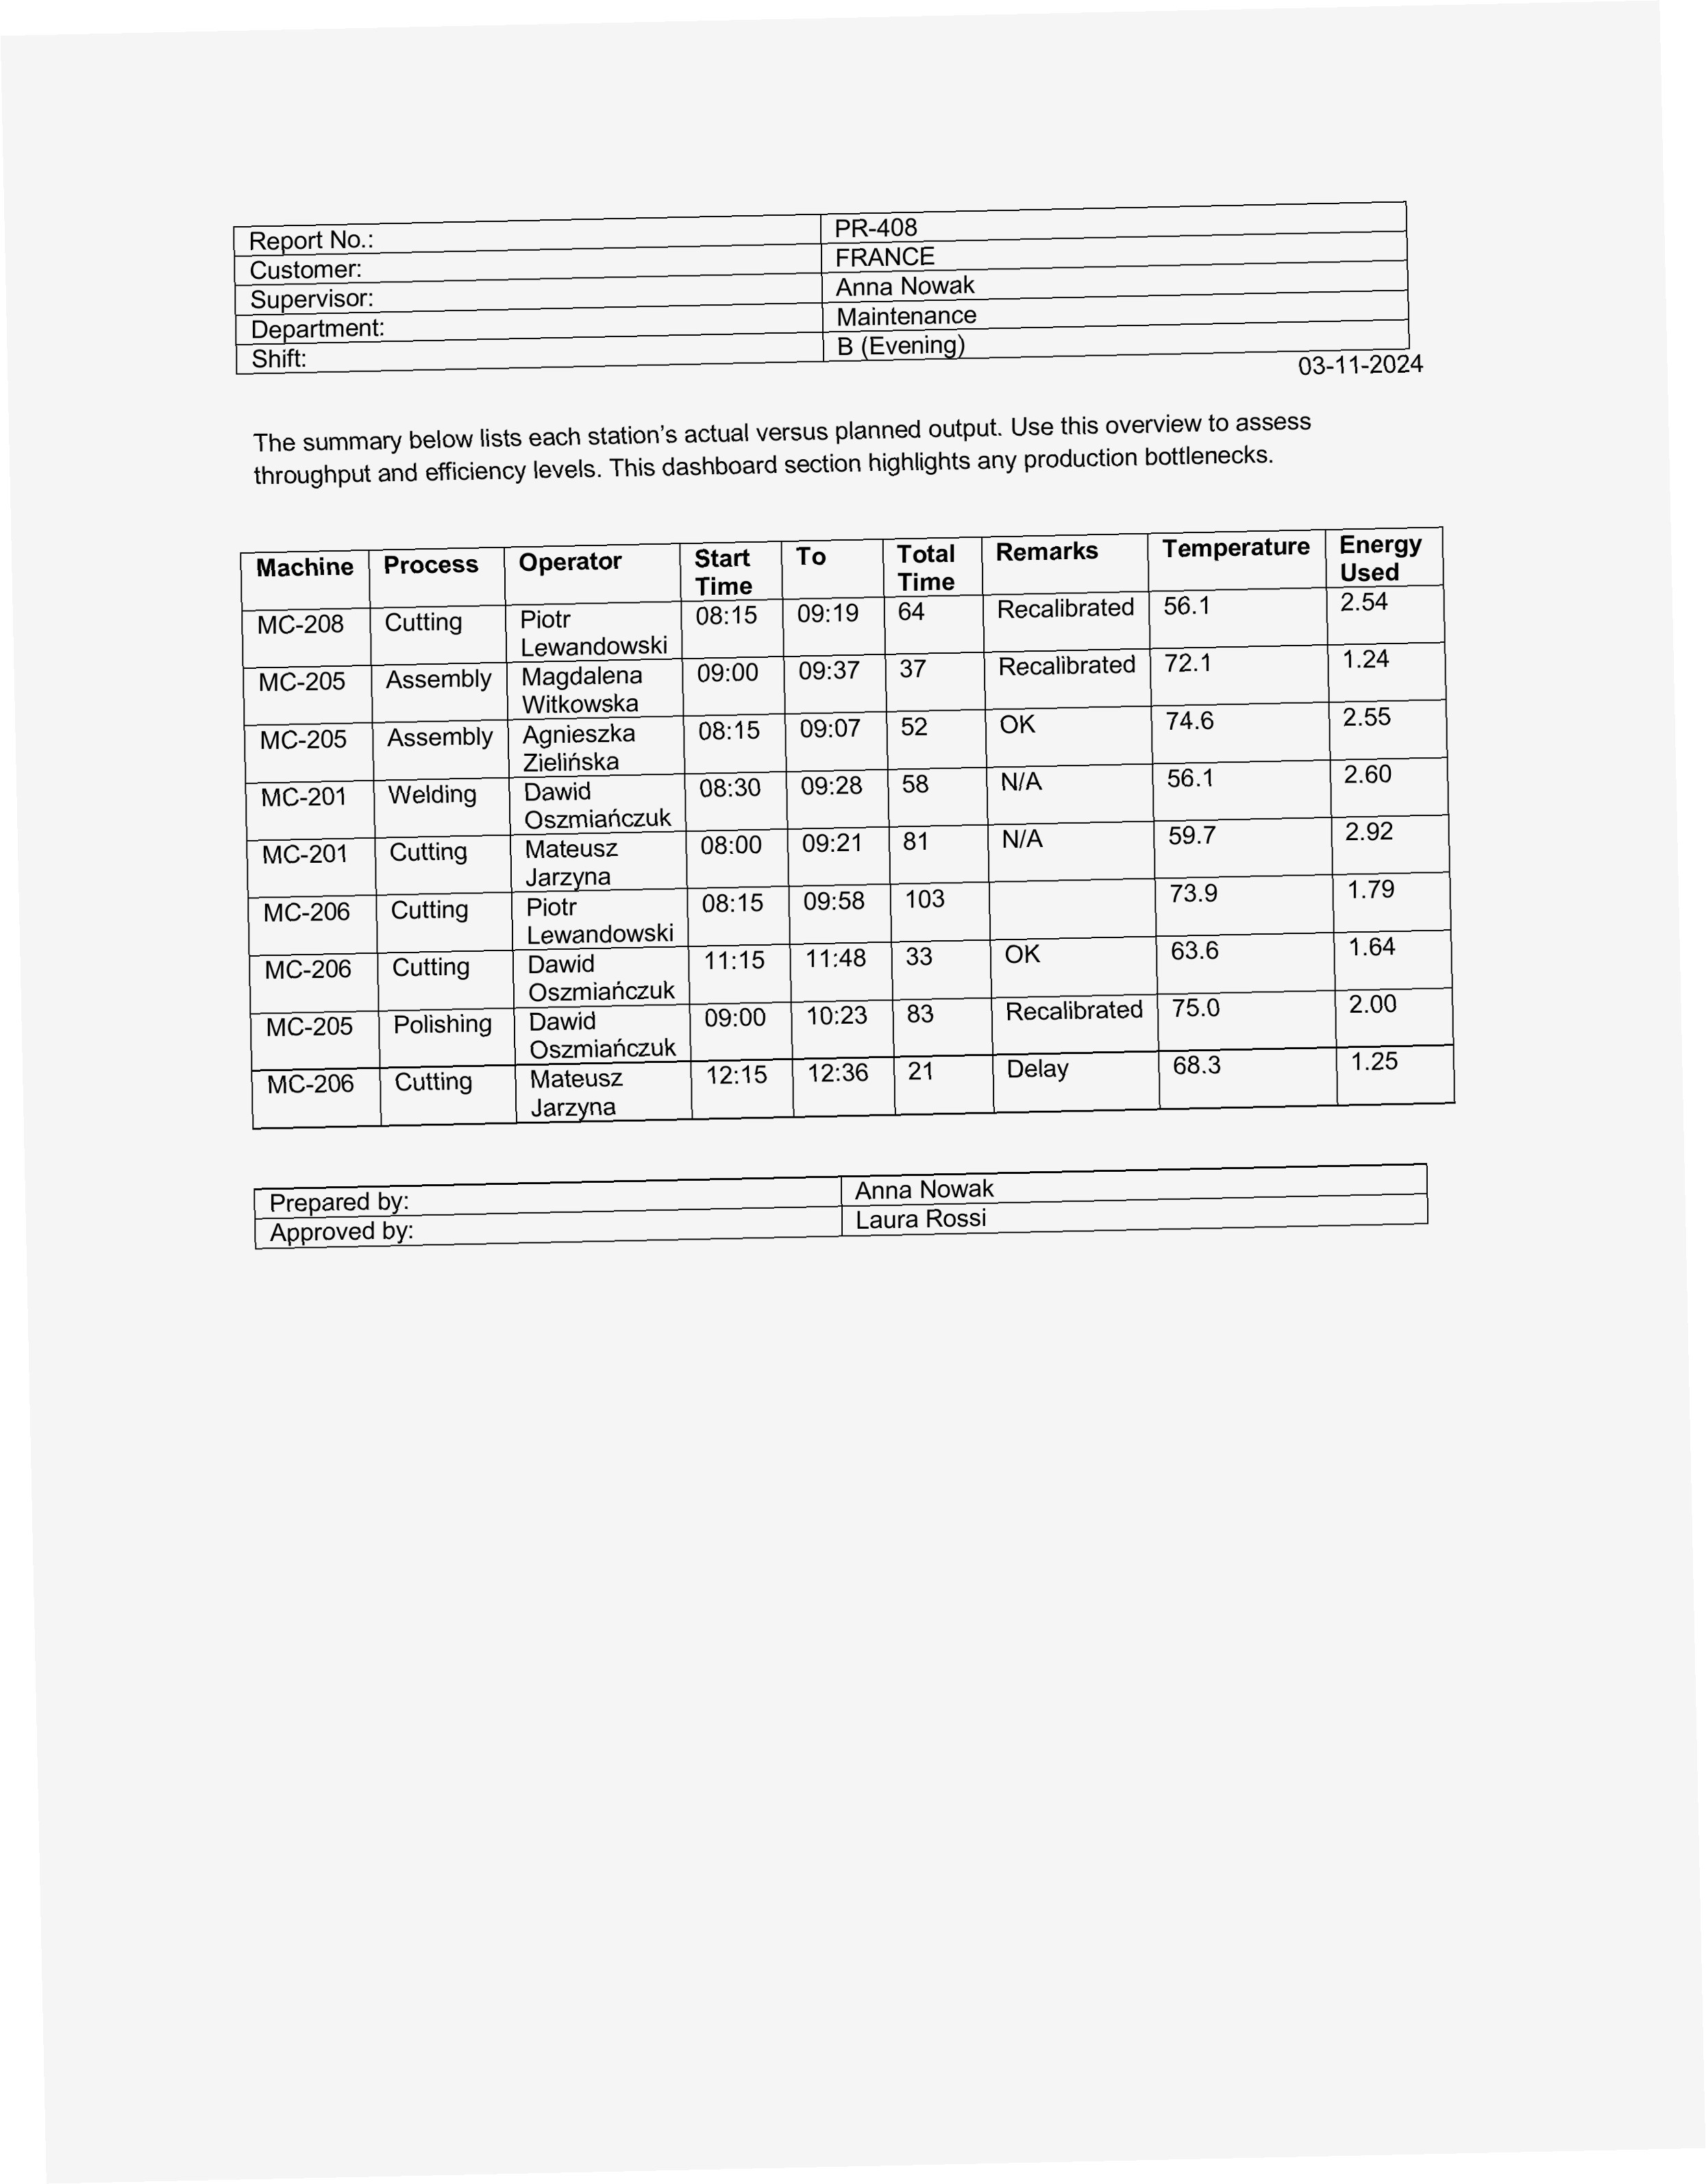 Report No.: PR-408
Customer: FRANCE
Supervisor: Anna Nowak
Department: Maintenance
Shift: B (Evening)
03-11-2024
The summary below lists each station's actual versus planned output. Use this overview to assess
throughput and efficiency levels. This dashboard section highlights any production bottlenecks.
Machine Process Operator Start Time To Total Time Remarks Temperature Energy Used
MC-208 Cutting Piotr Lewandowski 08:15 09:19 64 Recalibrated 56.1 2.54
MC-205 Assembly Magdalena Witkowska 09:00 09:37 37 Recalibrated 72.1 1.24
MC-205 Assembly Agnieszka Zielińska 08:15 09:07 52 OK 74.6 2.55
MC-201 Welding Dawid Oszmiańczuk 08:30 09:28 58 N/A 56.1 2.60
MC-201 Cutting Mateusz Jarzyna 08:00 09:21 81 N/A 59.7 2.92
MC-206 Cutting Piotr Lewandowski 08:15 09:58 103 73.9 1.79
MC-206 Cutting Dawid Oszmiańczuk 11:15 11:48 33 OK 63.6 1.64
MC-205 Polishing Dawid Oszmiańczuk 09:00 10:23 83 Recalibrated 75.0 2.00
MC-206 Cutting Mateusz Jarzyna 12:15 12:36 21 Delay 68.3 1.25
Prepared by: Anna Nowak
Approved by: Laura Rossi